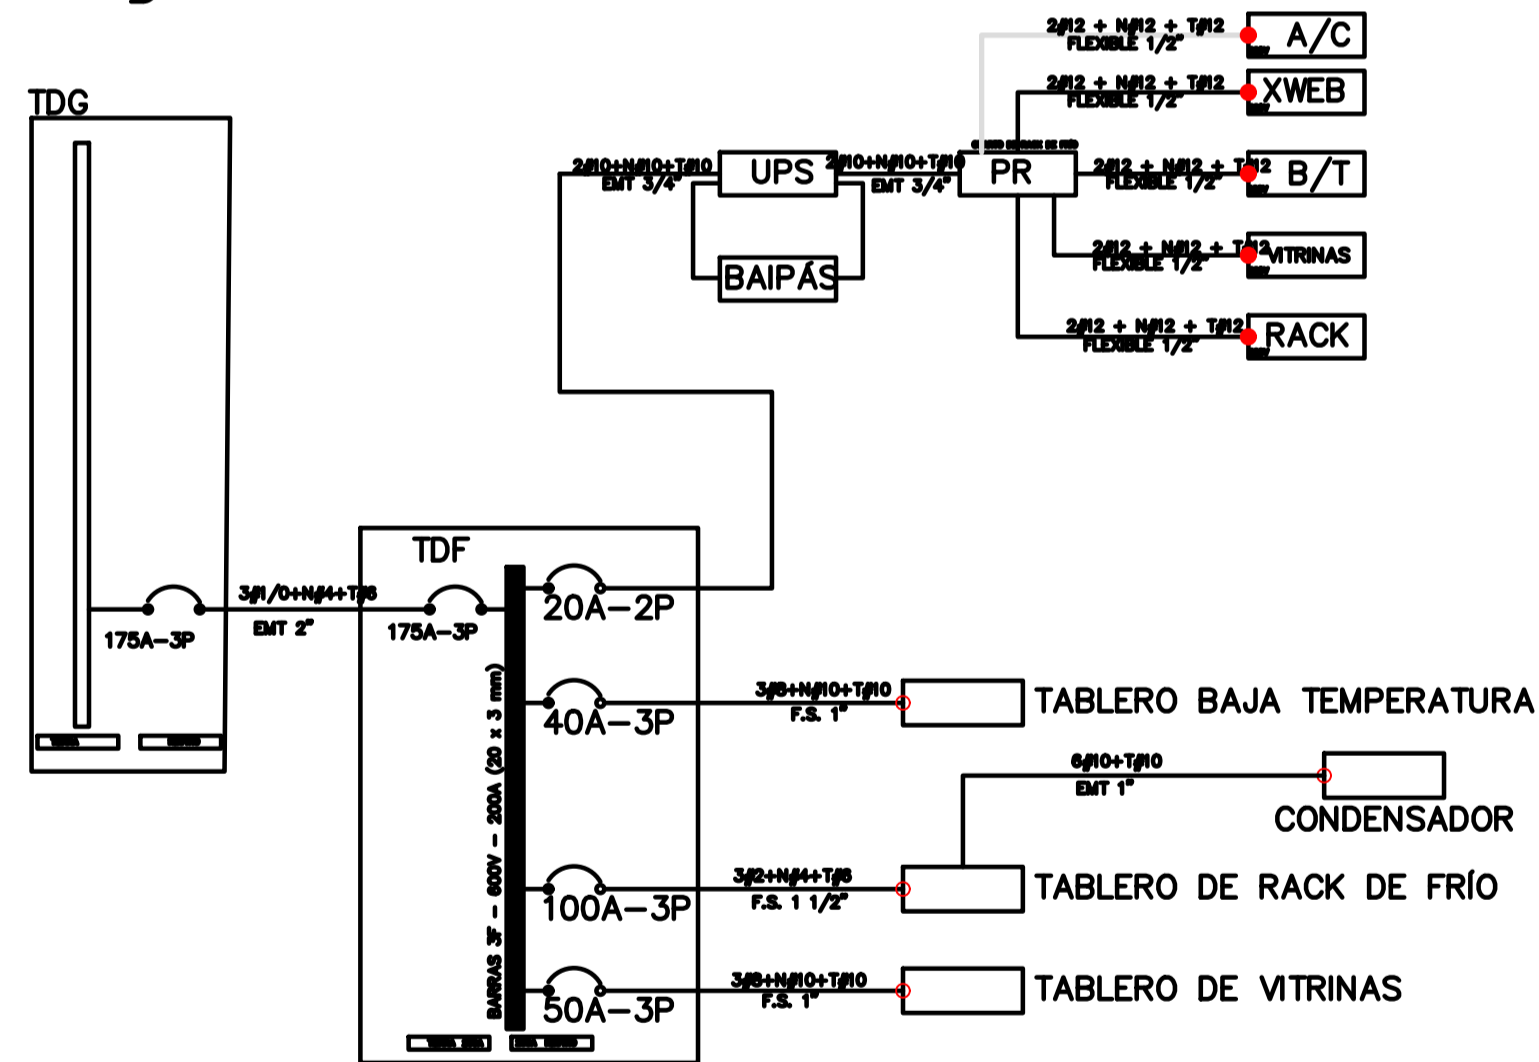 2#12 + N#12 + T#12
FLEXIBLE 1/2"
A/C
2#12 + N#12 + T#12
FLEXIBLE 1/2"
XWEB
TDG
2#10+N#10+T#10
EMT 3/4"
UPS
2#10+N#10+T#10
EMT 3/4"
PR
2#12 + N#12 + T#12
FLEXIBLE 1/2"
B/T
BAIPÁS
2#12 + N#12 + T#12
FLEXIBLE 1/2"
VITRINAS
2#12 + N#12 + T#12
FLEXIBLE 1/2"
RACK
TDF
175A-3P
3#1/0+N#4+T#6
EMT 2"
175A-3P
20A-2P
BARRAS 3F - 600V - 200A (20 x 3 mm)
40A-3P
3#8+N#10+T#10
F.S. 1"
TABLERO BAJA TEMPERATURA
6#10+T#10
EMT 1"
CONDENSADOR
100A-3P
3#2+N#4+T#6
F.S. 1 1/2"
TABLERO DE RACK DE FRÍO
50A-3P
3#8+N#10+T#10
F.S. 1"
TABLERO DE VITRINAS